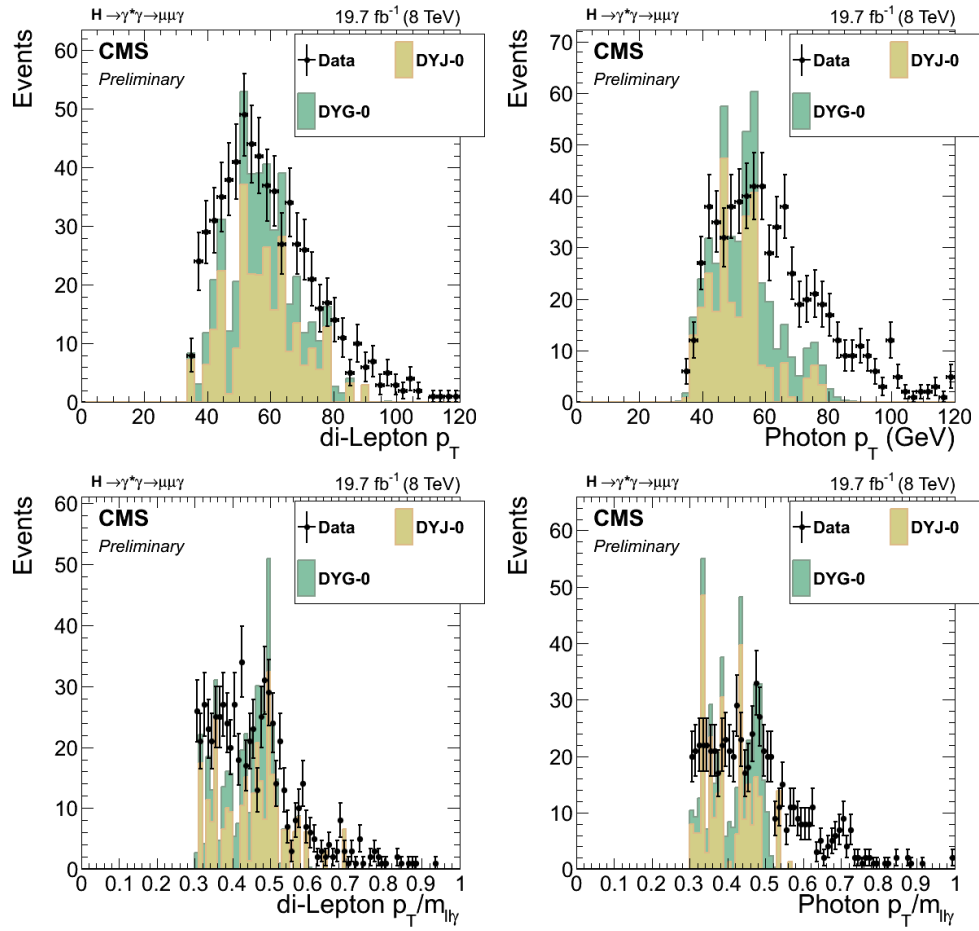 H→γ*γ→μμγ 19.7 fb⁻¹ (8 TeV)
Events
60
50
40
30
20
10
0
CMS
Preliminary
Data
DYJ-0
DYG-0
0 20 40 60 80 100 120
di-Lepton p_T
H→γ*γ→μμγ 19.7 fb⁻¹ (8 TeV)
Events
70
60
50
40
30
20
10
0
CMS
Preliminary
Data
DYJ-0
DYG-0
0 20 40 60 80 100 120
Photon p_T (GeV)
H→γ*γ→μμγ 19.7 fb⁻¹ (8 TeV)
Events
60
50
40
30
20
10
0
CMS
Preliminary
Data
DYJ-0
DYG-0
0 0.1 0.2 0.3 0.4 0.5 0.6 0.7 0.8 0.9 1
di-Lepton p_T/m_llγ
H→γ*γ→μμγ 19.7 fb⁻¹ (8 TeV)
Events
60
50
40
30
20
10
0
CMS
Preliminary
Data
DYJ-0
DYG-0
0 0.1 0.2 0.3 0.4 0.5 0.6 0.7 0.8 0.9 1
Photon p_T/m_llγ